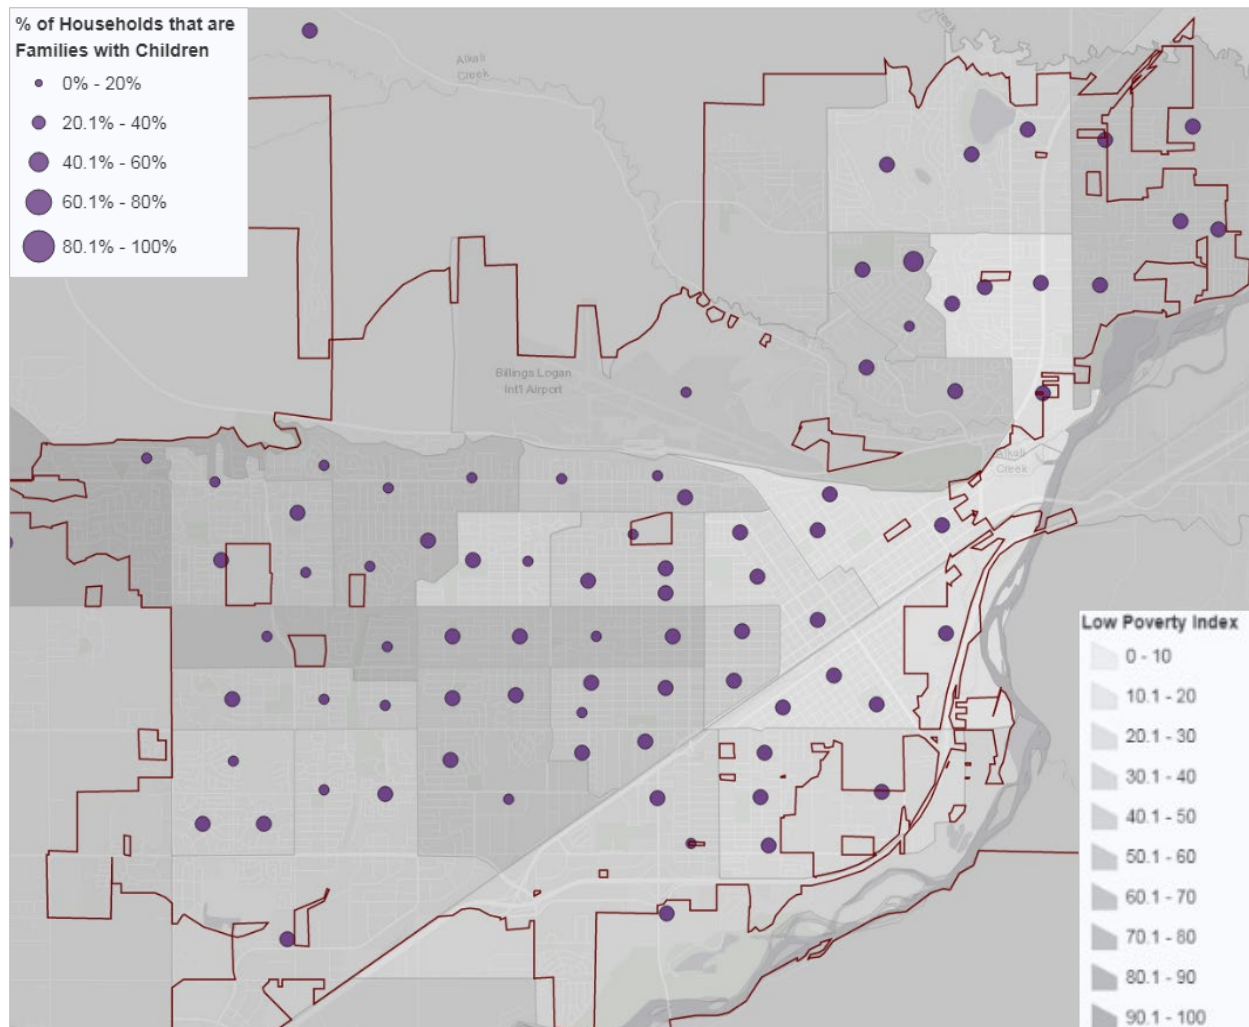 % of Households that are
Families with Children
0% - 20%
20.1% - 40%
40.1% - 60%
60.1% - 80%
80.1% - 100%
Alkali
Creek
Creek
Billings Logan
Int'l Airport
Alkali
Creek
Low Poverty Index
0 - 10
10.1 - 20
20.1 - 30
30.1 - 40
40.1 - 50
50.1 - 60
60.1 - 70
70.1 - 80
80.1 - 90
90.1 - 100